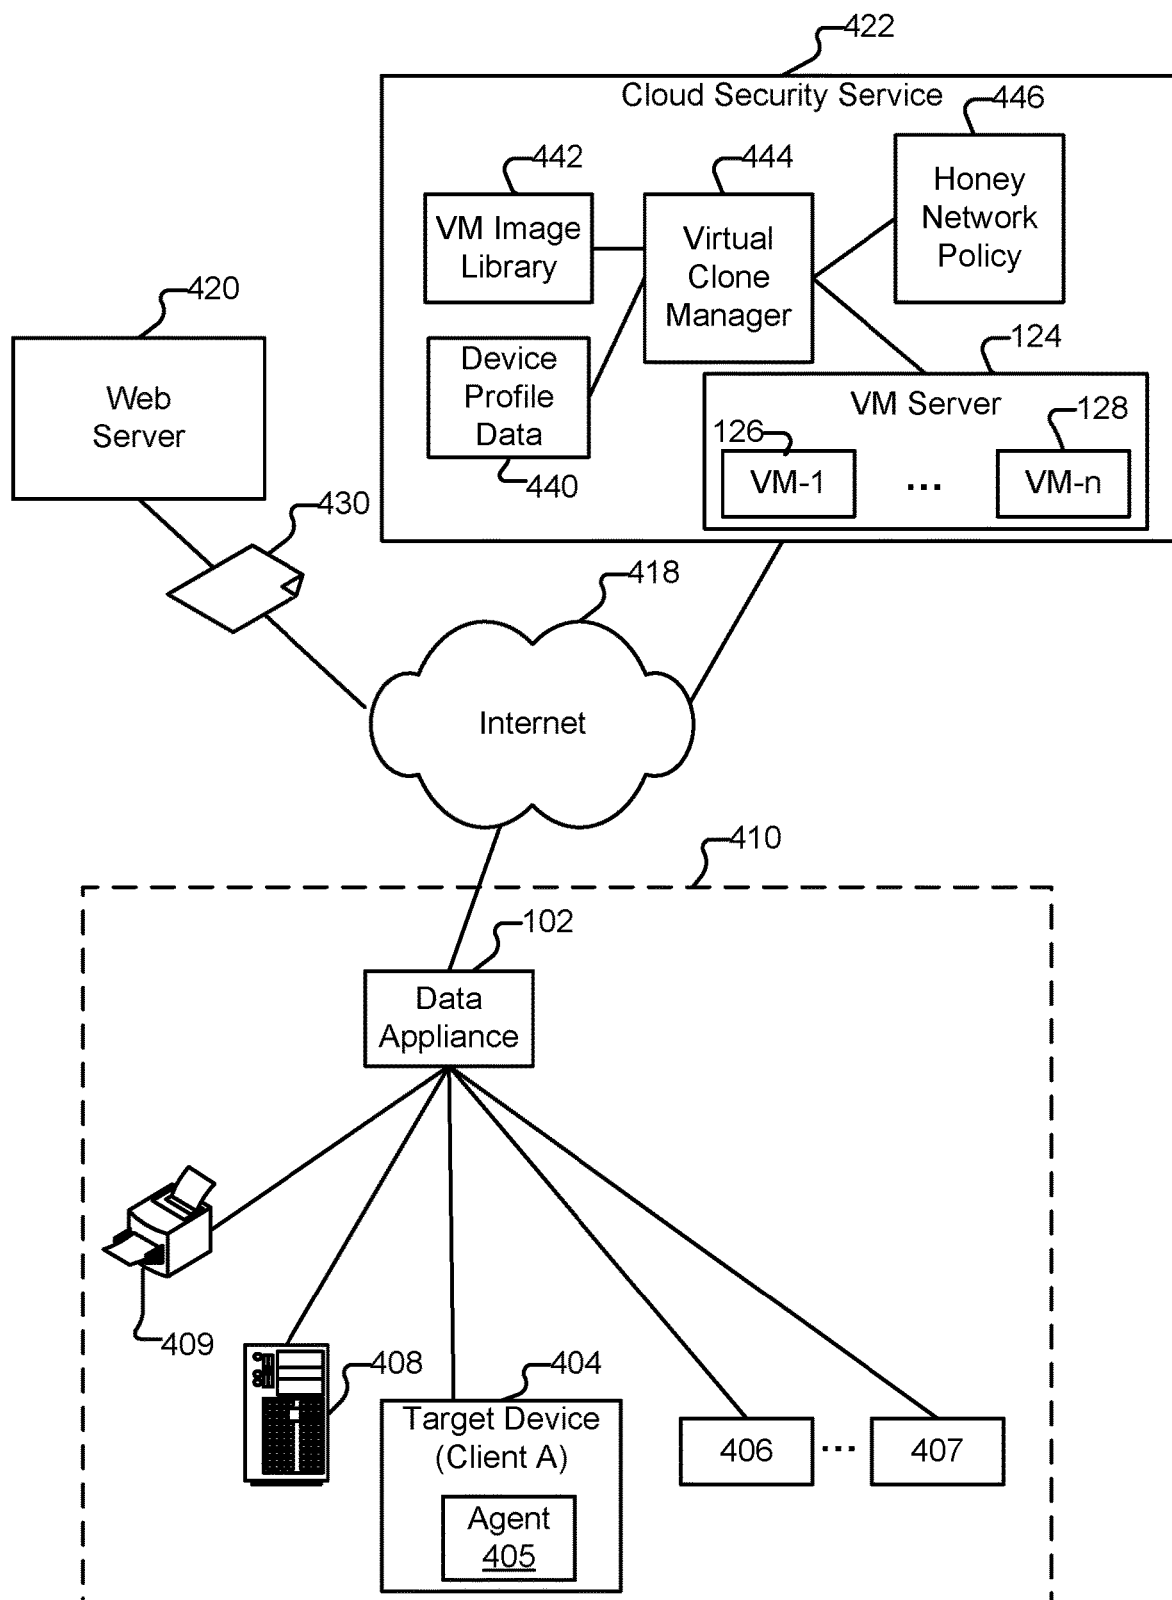 422
Cloud Security Service
446
442
444
Honey
Network
Policy
VM Image
Library
Virtual
Clone
Manager
420
Device
Profile
Data
124
Web
Server
VM Server
126
128
440
VM-1
...
VM-n
430
418
Internet
410
102
Data
Appliance
409
408
404
Target Device
(Client A)
406
...
407
Agent
405